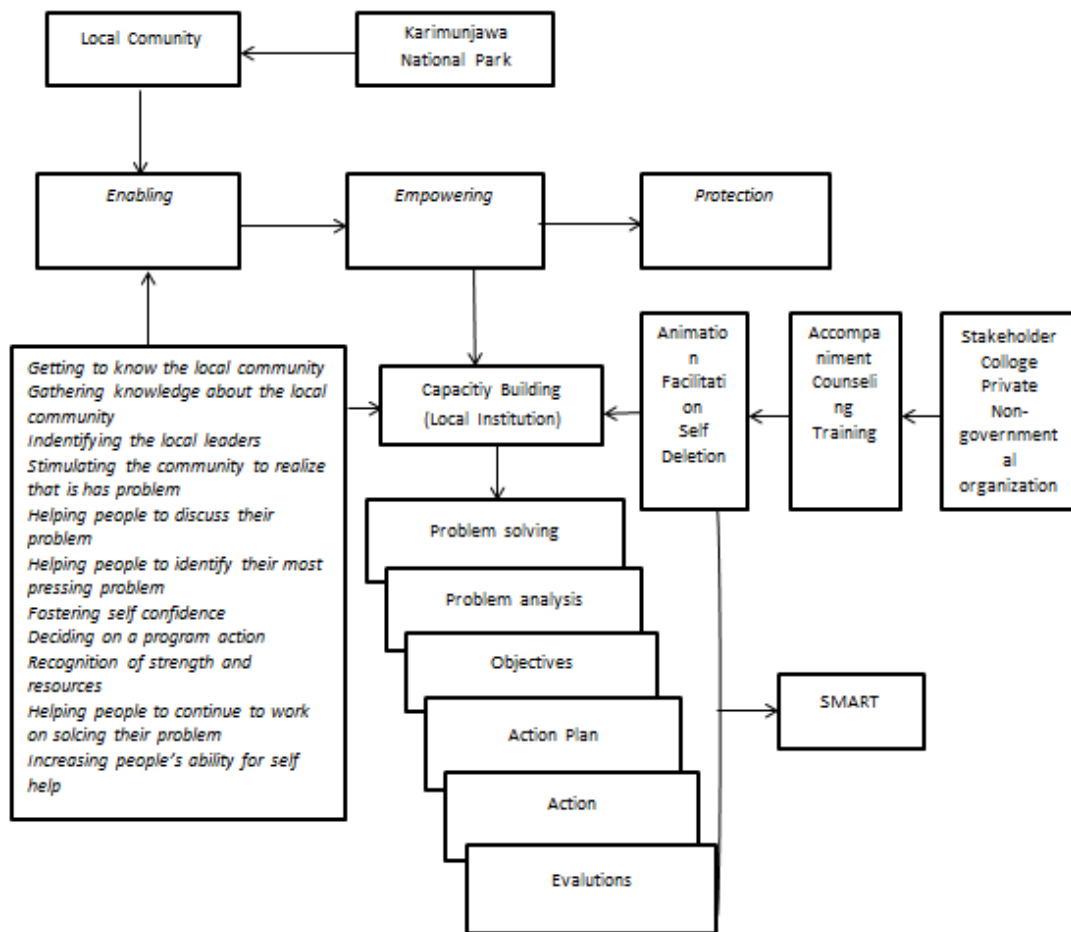 Local Comunity
Karimunjawa
National Park
Enabling
Empowering
Protection
Getting to know the local community
Gathering knowledge about the local
community
Indentifying the local leaders
Stimulating the community to realize
that is has problem
Helping people to discuss their
problem
Helping people to identify their most
pressing problem
Fostering self confidence
Deciding on a program action
Recognition of strength and
resources
Helping people to continue to work
on solcing their problem
Increasing people's ability for self
help
Capacitiy Building
(Local Institution)
Animatio
n
Facilitati
on
Self
Deletion
Accompa
niment
Counseli
ng
Training
Stakeholder
Colloge
Private
Non-
governmet
al
organization
Problem solving
Problem analysis
Objectives
Action Plan
Action
Evalutions
SMART